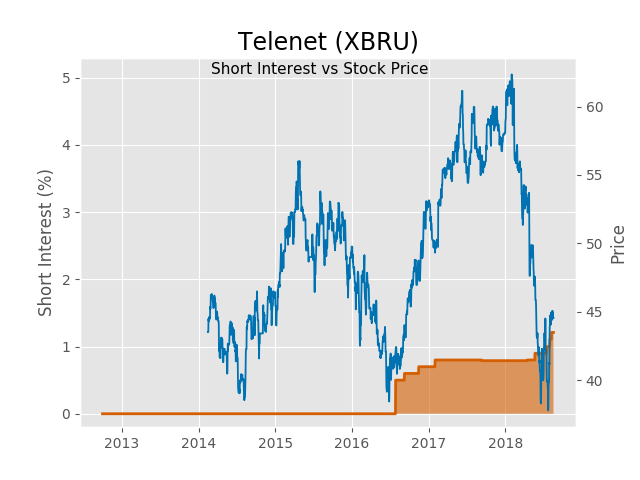 Telenet (XBRU)
Short Interest vs Stock Price
Short Interest (%)
5
4
3
2
1
0
60
55
50
45
40
Price
2013 2014 2015 2016 2017 2018